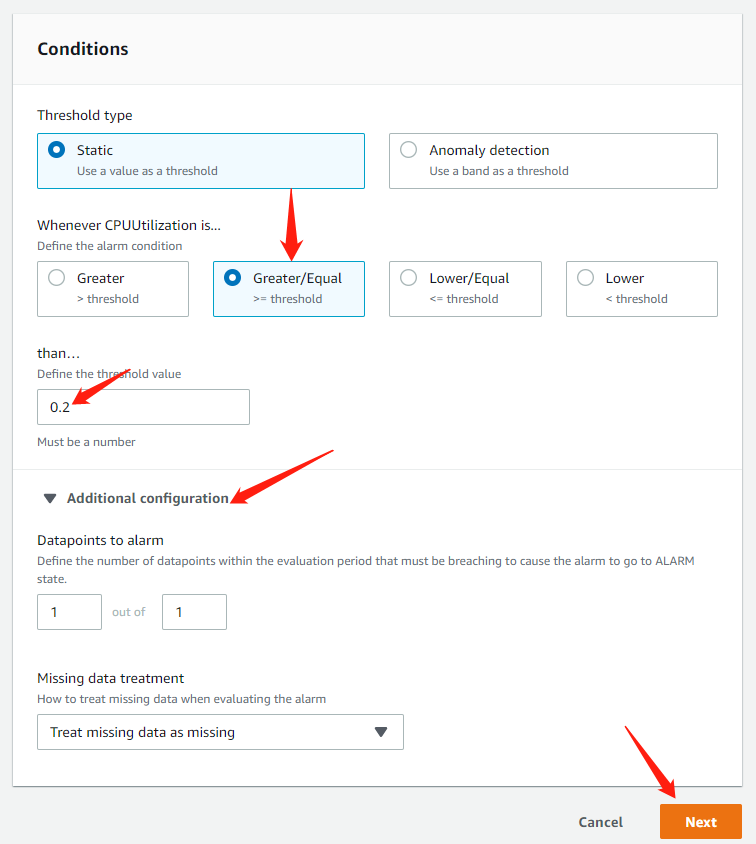 Conditions
Threshold type
Static
Use a value as a threshold
Anomaly detection
Use a band as a threshold
Whenever CPUUtilization is...
Define the alarm condition
Greater
> threshold
Greater/Equal
>= threshold
Lower/Equal
<= threshold
Lower
< threshold
than...
Define the threshold value
0.2
Must be a number
Additional configuration
Datapoints to alarm
Define the number of datapoints within the evaluation period that must be breaching to cause the alarm to go to ALARM
state.
1 out of 1
Missing data treatment
How to treat missing data when evaluating the alarm
Treat missing data as missing
Cancel
Next